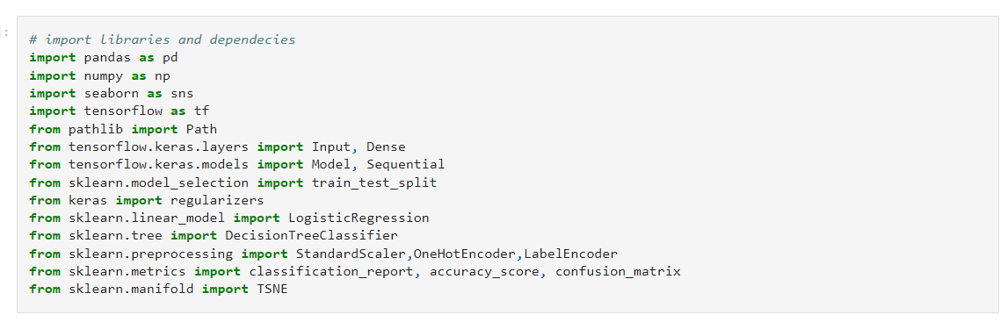 ]:
# import libraries and dependecies
import pandas as pd
import numpy as np
import seaborn as sns
import tensorflow as tf
from pathlib import Path
from tensorflow.keras.layers import Input, Dense
from tensorflow.keras.models import Model, Sequential
from sklearn.model_selection import train_test_split
from keras import regularizers
from sklearn.linear_model import LogisticRegression
from sklearn.tree import DecisionTreeClassifier
from sklearn.preprocessing import StandardScaler,OneHotEncoder,LabelEncoder
from sklearn.metrics import classification_report, accuracy_score, confusion_matrix
from sklearn.manifold import TSNE